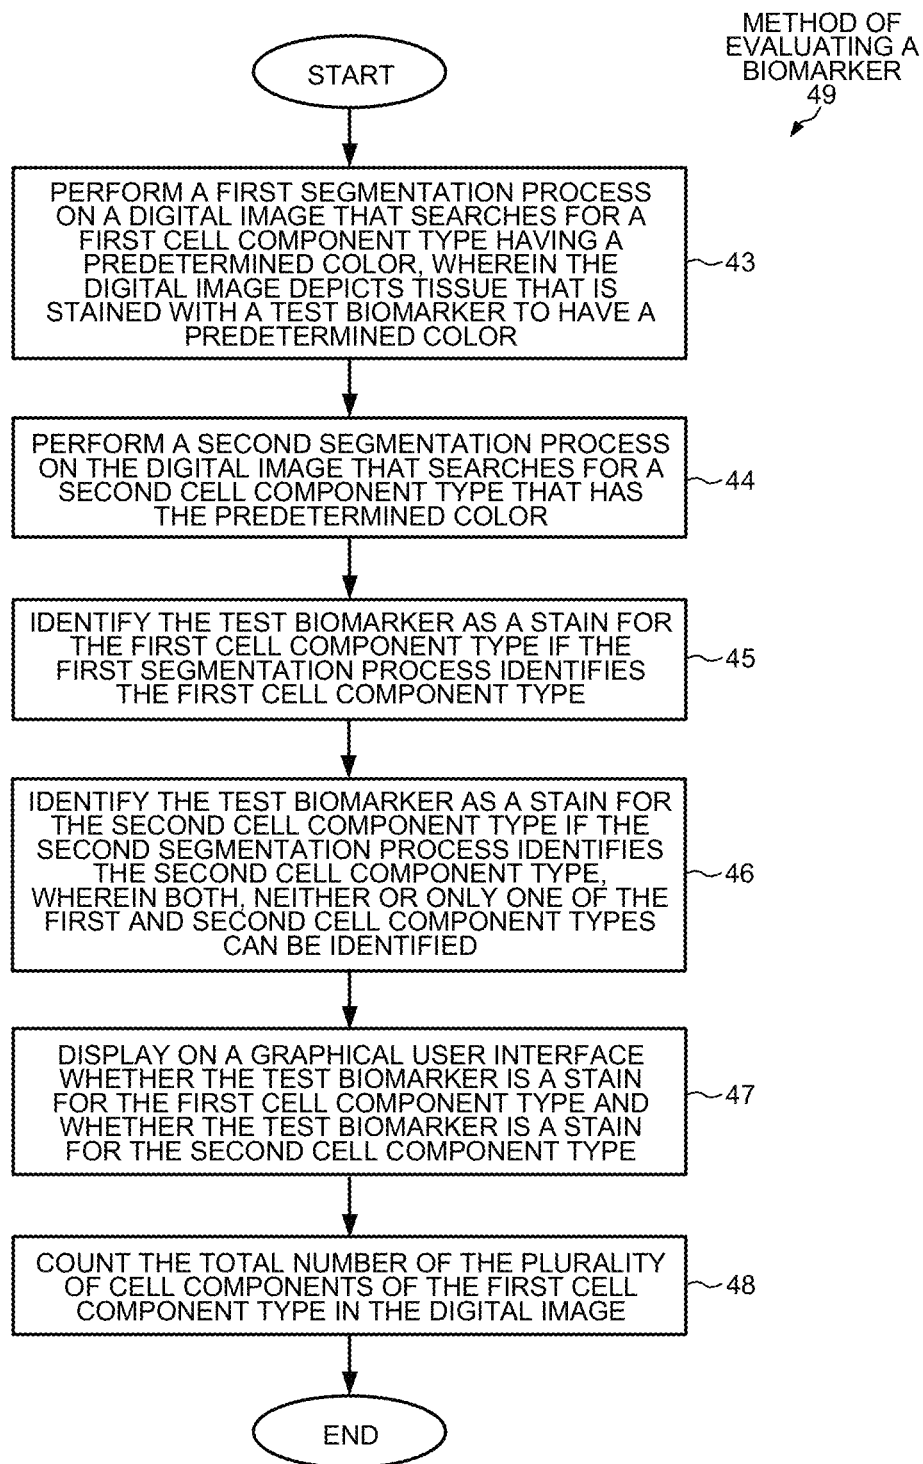 METHOD OF
EVALUATING A
BIOMARKER
49
START
PERFORM A FIRST SEGMENTATION PROCESS
ON A DIGITAL IMAGE THAT SEARCHES FOR A
FIRST CELL COMPONENT TYPE HAVING A
PREDETERMINED COLOR, WHEREIN THE
DIGITAL IMAGE DEPICTS TISSUE THAT IS
STAINED WITH A TEST BIOMARKER TO HAVE A
PREDETERMINED COLOR
43
PERFORM A SECOND SEGMENTATION PROCESS
ON THE DIGITAL IMAGE THAT SEARCHES FOR A
SECOND CELL COMPONENT TYPE THAT HAS
THE PREDETERMINED COLOR
44
IDENTIFY THE TEST BIOMARKER AS A STAIN FOR
THE FIRST CELL COMPONENT TYPE IF THE
FIRST SEGMENTATION PROCESS IDENTIFIES
THE FIRST CELL COMPONENT TYPE
45
IDENTIFY THE TEST BIOMARKER AS A STAIN FOR
THE SECOND CELL COMPONENT TYPE IF THE
SECOND SEGMENTATION PROCESS IDENTIFIES
THE SECOND CELL COMPONENT TYPE,
WHEREIN BOTH, NEITHER OR ONLY ONE OF THE
FIRST AND SECOND CELL COMPONENT TYPES
CAN BE IDENTIFIED
46
DISPLAY ON A GRAPHICAL USER INTERFACE
WHETHER THE TEST BIOMARKER IS A STAIN
FOR THE FIRST CELL COMPONENT TYPE AND
WHETHER THE TEST BIOMARKER IS A STAIN
FOR THE SECOND CELL COMPONENT TYPE
47
COUNT THE TOTAL NUMBER OF THE PLURALITY
OF CELL COMPONENTS OF THE FIRST CELL
COMPONENT TYPE IN THE DIGITAL IMAGE
48
END